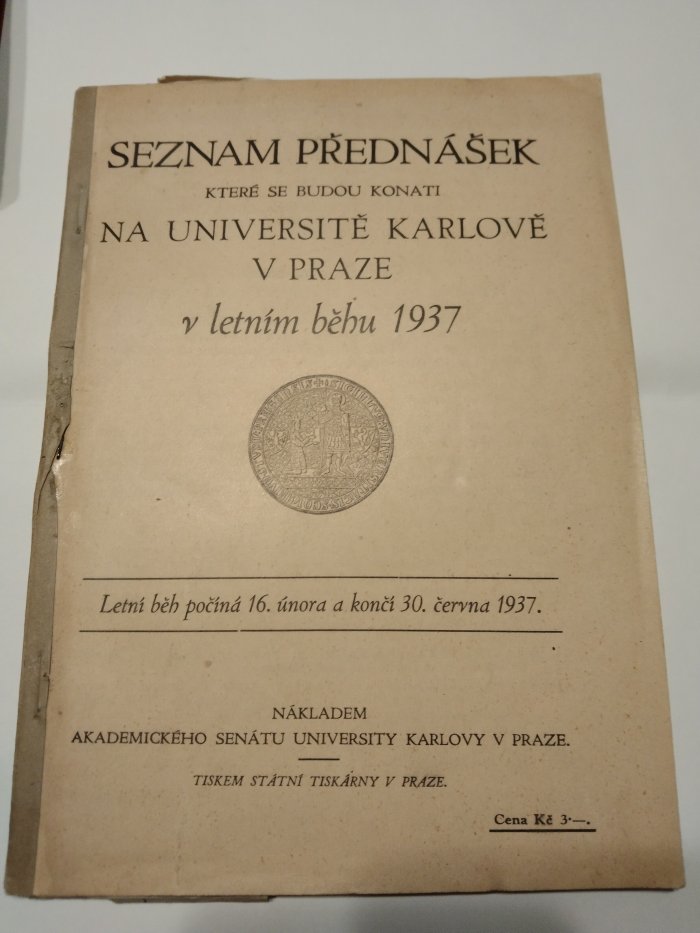 SEZNAM PŘEDNÁŠEK
KTERÉ SE BUDOU KONATI
NA UNIVERSITĚ KARLOVĚ
V PRAZE
v letním běhu 1937
Letní běh počíná 16. února a končí 30. června 1937.
NÁKLADEM
AKADEMICKÉHO SENÁTU UNIVERSITY KARLOVY V PRAZE.
TISKEM STÁTNÍ TISKÁRNY V PRAZE.
Cena Kč 3·—.